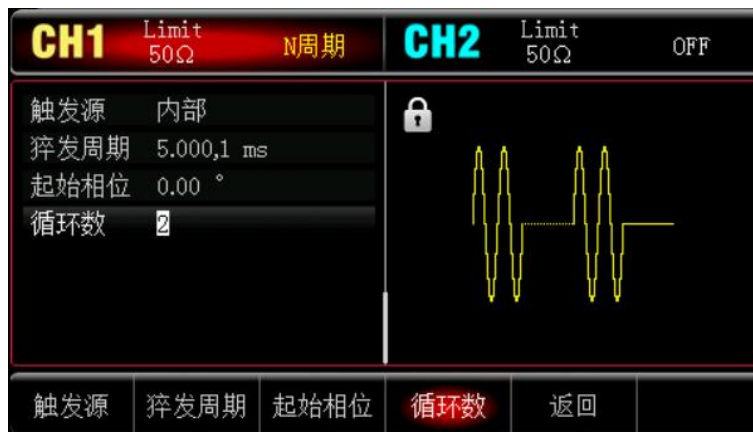 CH1 Limit 50Ω N周期 CH2 Limit 50Ω OFF
触发源 内部
猝发周期 5.000,1 ms
起始相位 0.00 °
循环数 2
触发源 猝发周期 起始相位 循环数 返回